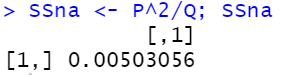 > SSna <- P^2/Q; SSna
[,1]
[1,] 0.00503056